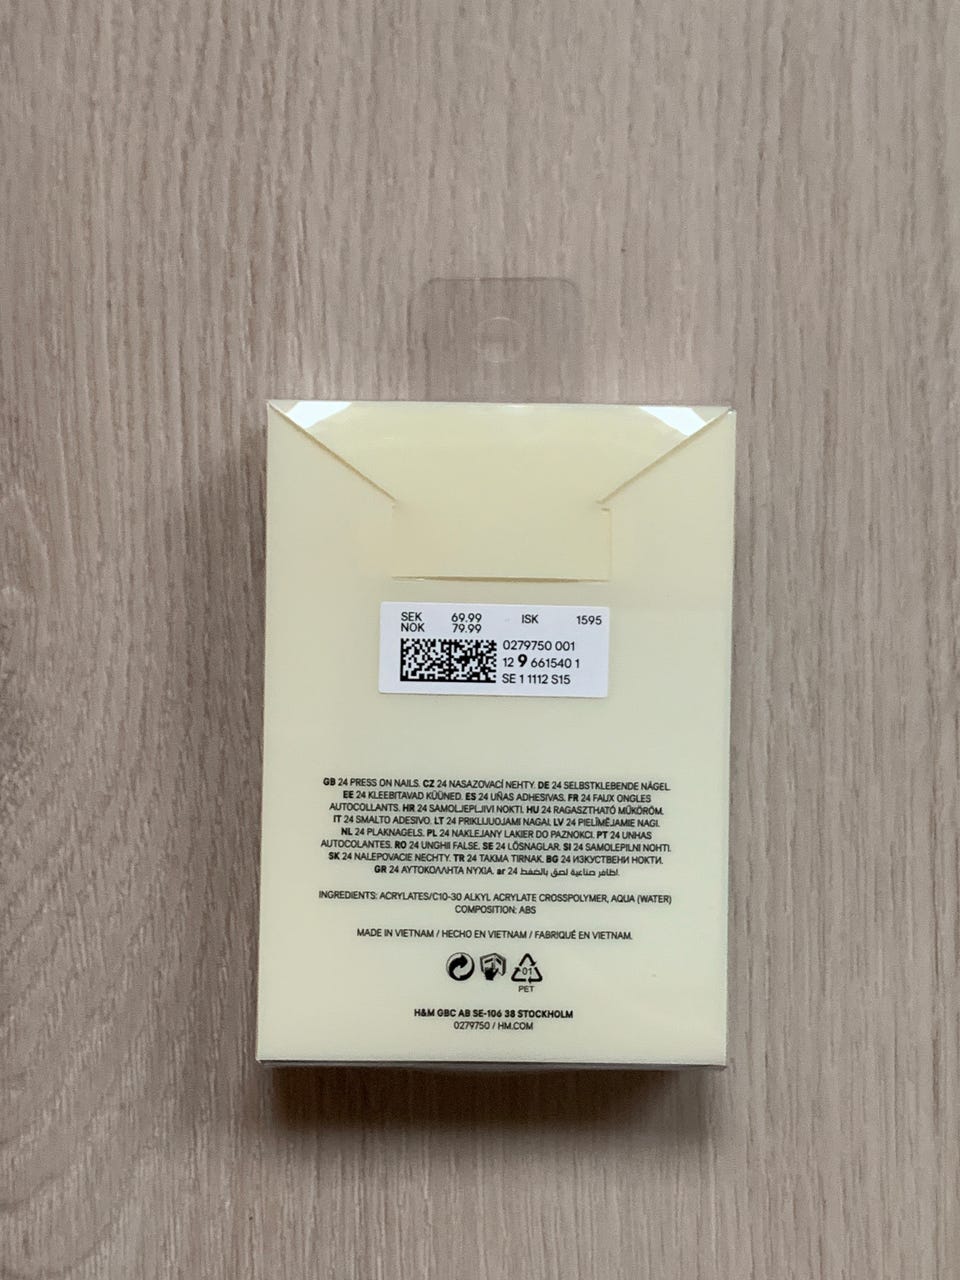 SEK 69.99 ISK 1595
NOK 79.99
0279750 001
12 9 661540 1
SE 1 1112 S15
GB 24 PRESS ON NAILS. CZ 24 NASAZOVACÍ NEHTY. DE 24 SELBSTKLEBENDE NÄGEL.
EE 24 KLEEBITAVAD KÜÜNED. ES 24 UÑAS ADHESIVAS. FR 24 FAUX ONGLES
AUTOCOLLANTS. HR 24 SAMOLJEPLJIVI NOKTI. HU 24 RAGASZTHATÓ MŰKÖRÖM.
IT 24 SMALTO ADESIVO. LT 24 PRIKLIJUOJAMI NAGAI. LV 24 PIELĪMĒJAMIE NAGI.
NL 24 PLAKNAGELS. PL 24 NAKLEJANY LAKIER DO PAZNOKCI. PT 24 UNHAS
AUTOCOLANTES. RO 24 UNGHII FALSE. SE 24 LÖSNAGLAR. SI 24 SAMOLEPILNI NOHTI.
SK 24 NALEPOVACIE NECHTY. TR 24 TAKMA TIRNAK. BG 24 ИЗКУСТВЕНИ НОКТИ.
GR 24 ΑΥΤΟΚΟΛΛΗΤΑ ΝΥΧΙΑ. ar 24 اظافر صناعية لصق بالضغط.
INGREDIENTS: ACRYLATES/C10-30 ALKYL ACRYLATE CROSSPOLYMER, AQUA (WATER)
COMPOSITION: ABS
MADE IN VIETNAM / HECHO EN VIETNAM / FABRIQUÉ EN VIETNAM.
01
PET
H&M GBC AB SE-106 38 STOCKHOLM
0279750 / HM.COM